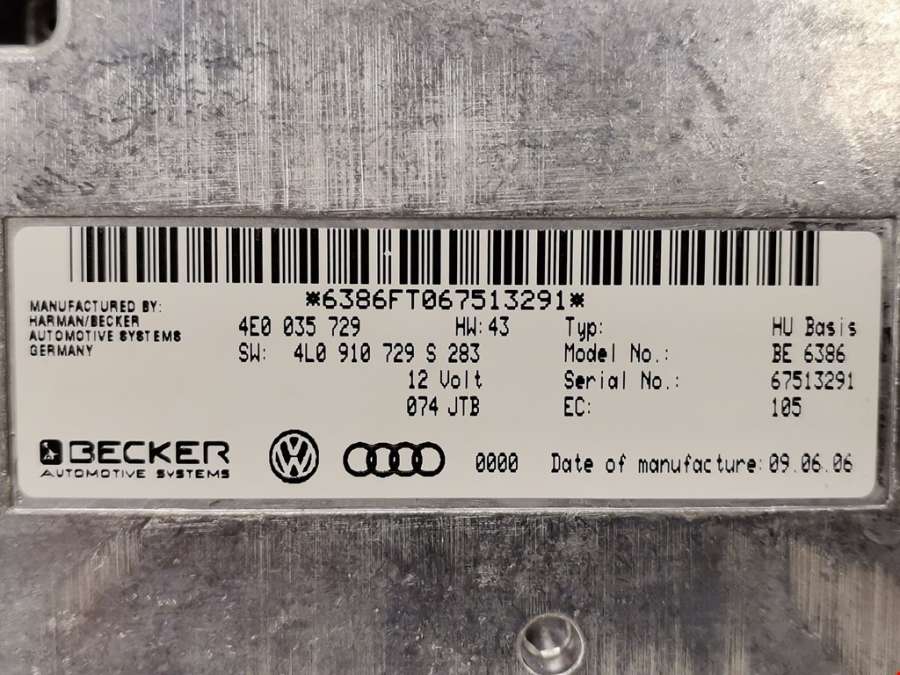 *6386FT067513291*
MANUFACTURED BY:
HARMAN/BECKER
AUTOMOTIVE SYSTEMS
GERMANY
4E0 035 729 HW:43
SW: 4L0 910 729 S 283
12 Volt
074 JTB
Typ: HU Basis
Model No.: BE 6386
Serial No.: 67513291
EC: 105
BECKER
AUTOMOTIVE SYSTEMS
VW
0000 Date of manufacture: 09.06.06